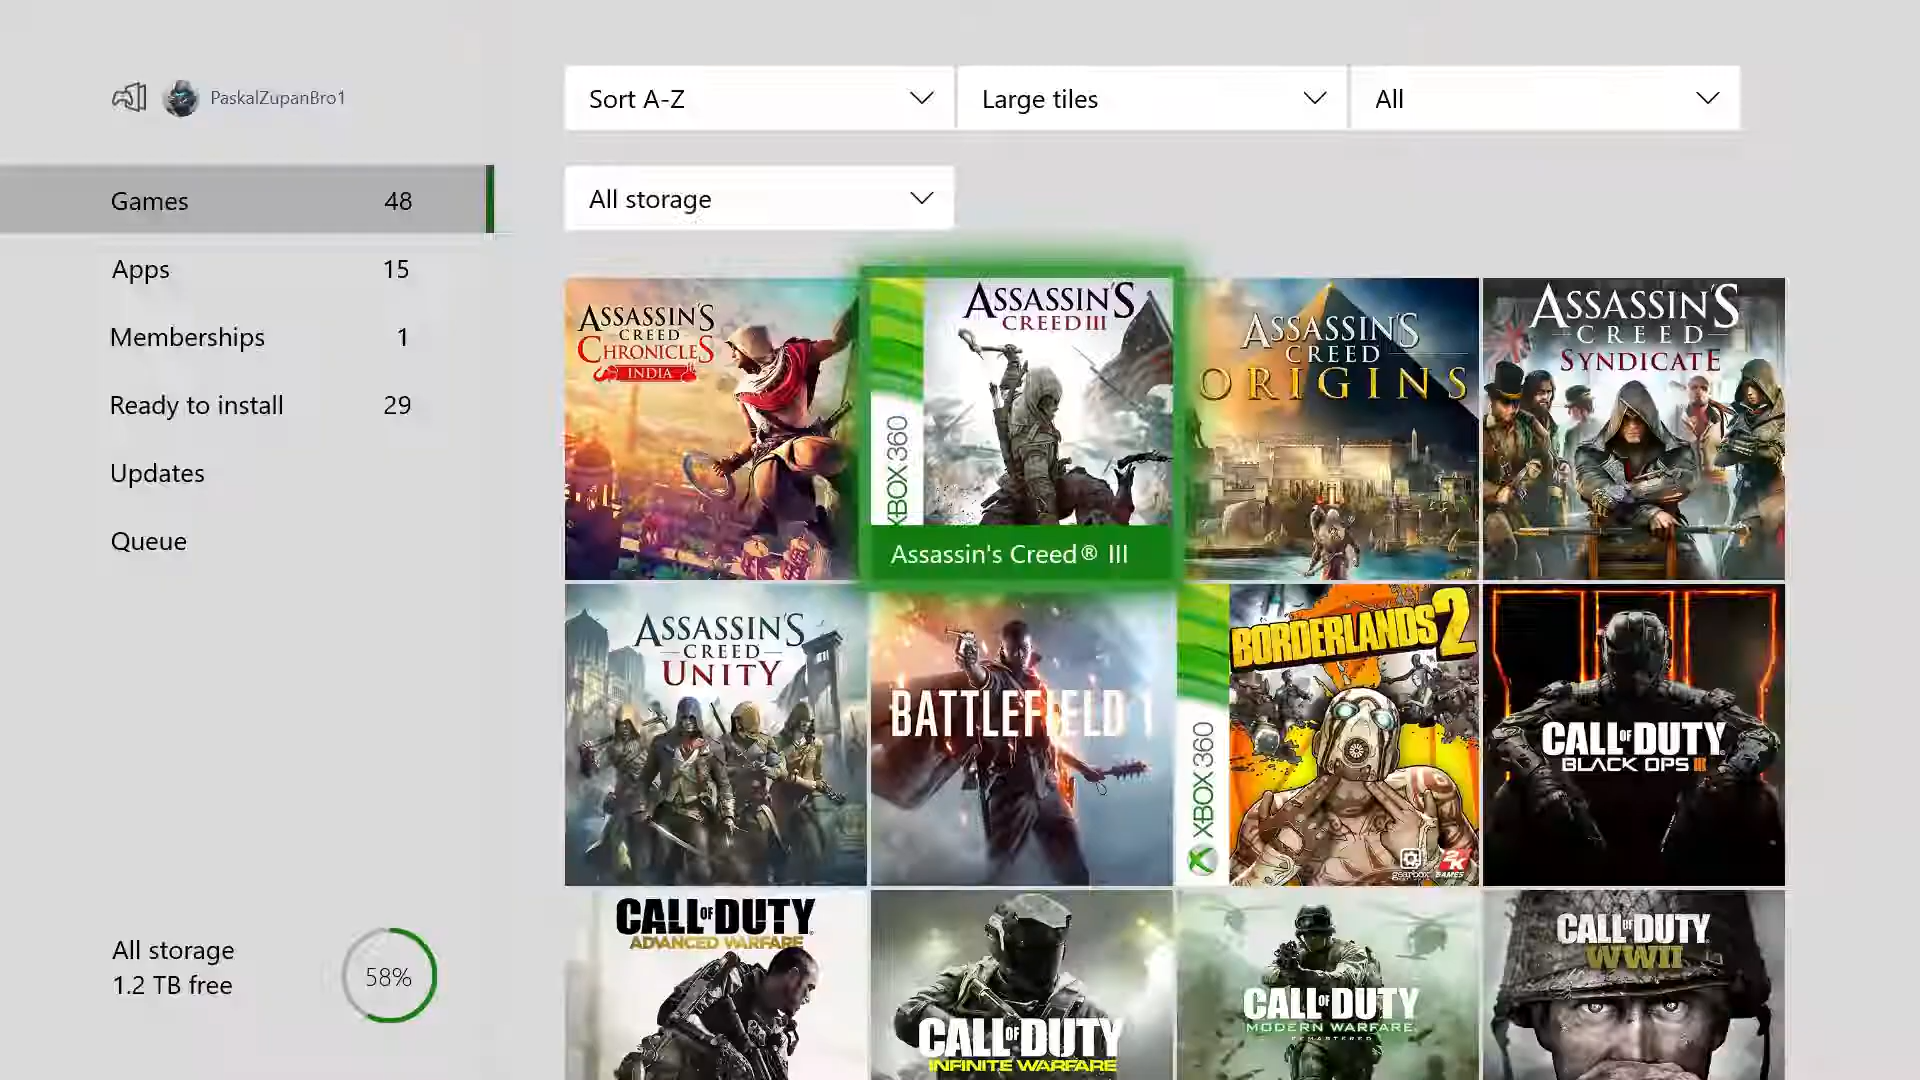 PaskalZupanBro1
Sort A-Z
Large tiles
All
All storage
Games 48
Apps 15
Memberships 1
Ready to install 29
Updates
Queue
All storage
1.2 TB free
58%
ASSASSIN'S
CREED
CHRONICLES
INDIA
XBOX 360
ASSASSIN'S
CREED III
Assassin's Creed® III
ASSASSIN'S
CREED
ORIGINS
ASSASSIN'S
CREED
SYNDICATE
ASSASSIN'S
CREED
UNITY
BATTLEFIELD 1
XBOX 360
BORDERLANDS 2
gearbox
2K
GAMES
CALL OF DUTY
BLACK OPS III
CALL OF DUTY
ADVANCED WARFARE
CALL OF DUTY
INFINITE WARFARE
CALL OF DUTY
MODERN WARFARE
REMASTERED
CALL OF DUTY
WWII